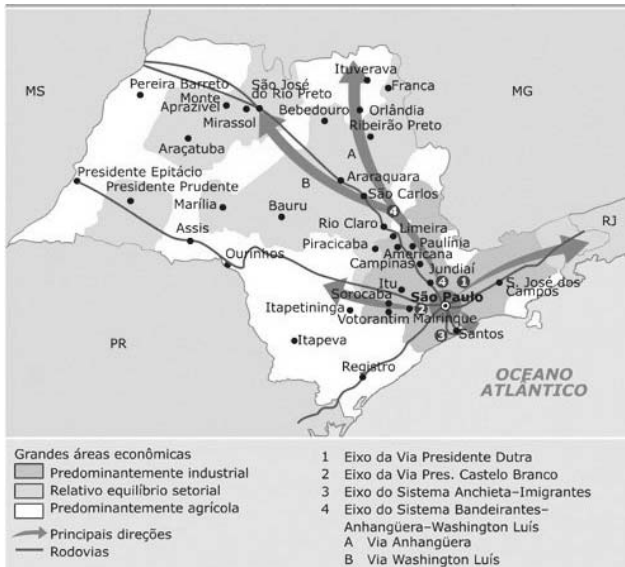 MS
MG
RJ
PR
Ituverava
Franca
Pereira Barreto
São José
do Rio Preto
Monte
Aprazível
Mirassol
Bebedouro
Orlândia
Ribeirão Preto
Araçatuba
A
Araraquara
Presidente Epitácio
Presidente Prudente
B
São Carlos
Marília
Bauru
4
Rio Claro
Limeira
Assis
Piracicaba
Paulínia
Americana
Ourinhos
Campinas
Jundiaí
Itu
4
1
S. José dos
Campos
Sorocaba
São Paulo
Itapetininga
2
Mairinque
Votorantim
3
Santos
Itapeva
Registro
OCEANO
ATLÂNTICO
Grandes áreas econômicas
Predominantemente industrial
Relativo equilíbrio setorial
Predominantemente agrícola
Principais direções
Rodovias
1 Eixo da Via Presidente Dutra
2 Eixo da Via Pres. Castelo Branco
3 Eixo do Sistema Anchieta–Imigrantes
4 Eixo do Sistema Bandeirantes–
Anhangüera–Washington Luís
A Via Anhangüera
B Via Washington Luís